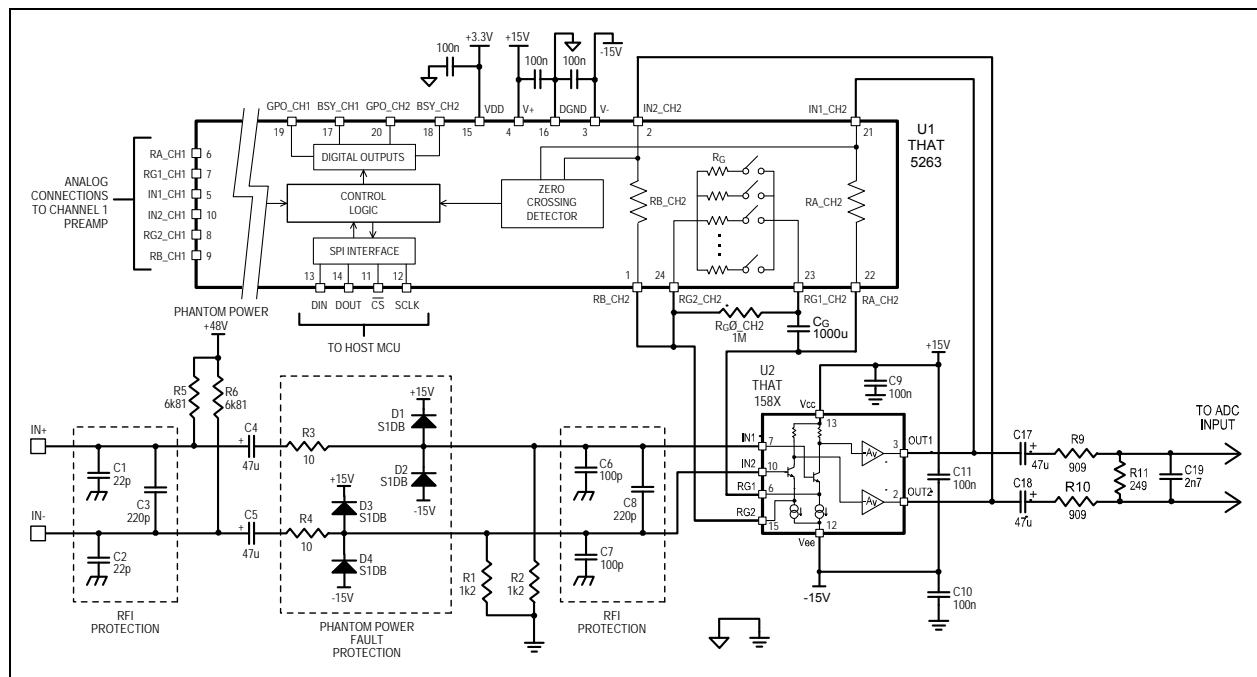 +3.3V
+15V
-15V
100n
100n
100n
GPO_CH1
BSY_CH1
GPO_CH2
BSY_CH2
VDD
V+
DGND
V-
IN2_CH2
IN1_CH2
19
17
20
18
15
4
16
3
2
21
U1
THAT
5263
RA_CH1
6
RG1_CH1
7
IN1_CH1
5
IN2_CH1
10
RG2_CH1
8
RB_CH1
9
ANALOG
CONNECTIONS
TO CHANNEL 1
PREAMP
DIGITAL OUTPUTS
CONTROL
LOGIC
SPI INTERFACE
ZERO
CROSSING
DETECTOR
RB_CH2
RG
RA_CH2
13
14
11
12
1
24
23
22
DIN
DOUT
CS
SCLK
RB_CH2
RG2_CH2
RG1_CH2
RA_CH2
TO HOST MCU
RGØ_CH2
1M
CG
1000u
PHANTOM POWER
+48V
R5
6k81
R6
6k81
+15V
C9
100n
U2
THAT
158X
Vcc
13
IN1
7
IN2
10
RG1
6
RG2
15
-Av
-Av
3
OUT1
2
OUT2
12
Vee
-15V
C11
100n
C10
100n
TO ADC
INPUT
C17
+
47u
R9
909
C18
+
47u
R10
909
R11
249
C19
2n7
IN+
IN-
C1
22p
C2
22p
C3
220p
RFI
PROTECTION
+
C4
47u
+
C5
47u
R3
10
R4
10
+15V
D1
S1DB
D2
S1DB
-15V
+15V
D3
S1DB
D4
S1DB
-15V
PHANTOM POWER
FAULT
PROTECTION
R1
1k2
R2
1k2
C6
100p
C7
100p
C8
220p
RFI
PROTECTION